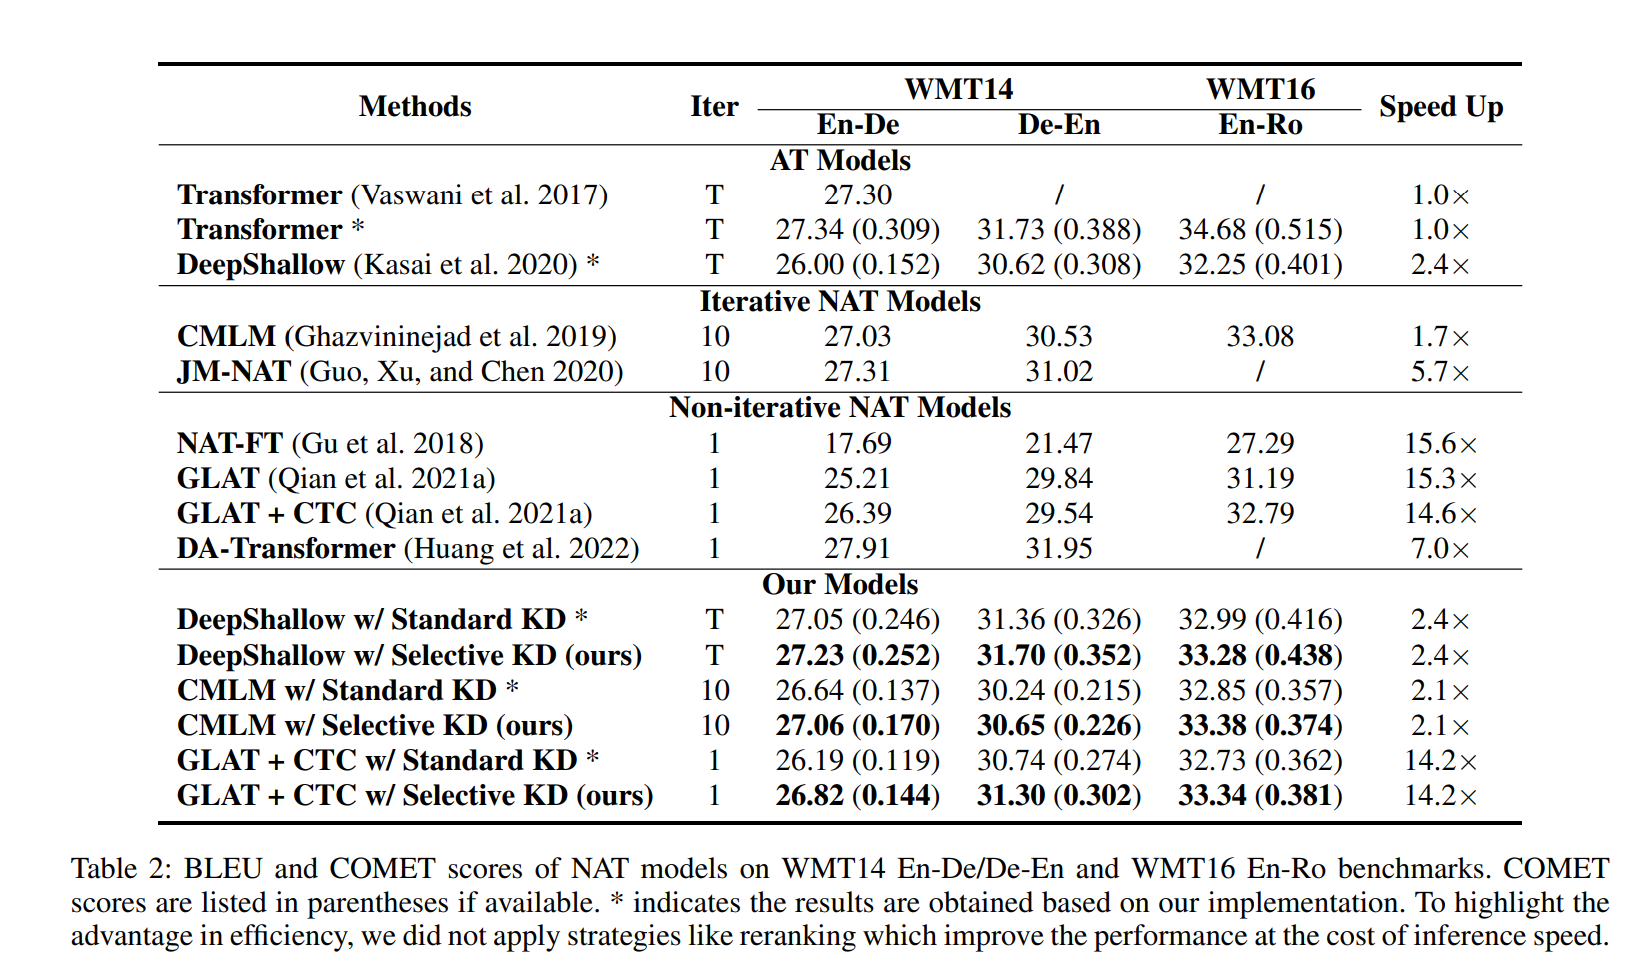 Methods Iter WMT14 WMT16 Speed Up
En-De De-En En-Ro
AT Models
Transformer (Vaswani et al. 2017) T 27.30 / / 1.0×
Transformer * T 27.34 (0.309) 31.73 (0.388) 34.68 (0.515) 1.0×
DeepShallow (Kasai et al. 2020) * T 26.00 (0.152) 30.62 (0.308) 32.25 (0.401) 2.4×
Iterative NAT Models
CMLM (Ghazvininejad et al. 2019) 10 27.03 30.53 33.08 1.7×
JM-NAT (Guo, Xu, and Chen 2020) 10 27.31 31.02 / 5.7×
Non-iterative NAT Models
NAT-FT (Gu et al. 2018) 1 17.69 21.47 27.29 15.6×
GLAT (Qian et al. 2021a) 1 25.21 29.84 31.19 15.3×
GLAT + CTC (Qian et al. 2021a) 1 26.39 29.54 32.79 14.6×
DA-Transformer (Huang et al. 2022) 1 27.91 31.95 / 7.0×
Our Models
DeepShallow w/ Standard KD * T 27.05 (0.246) 31.36 (0.326) 32.99 (0.416) 2.4×
DeepShallow w/ Selective KD (ours) T 27.23 (0.252) 31.70 (0.352) 33.28 (0.438) 2.4×
CMLM w/ Standard KD * 10 26.64 (0.137) 30.24 (0.215) 32.85 (0.357) 2.1×
CMLM w/ Selective KD (ours) 10 27.06 (0.170) 30.65 (0.226) 33.38 (0.374) 2.1×
GLAT + CTC w/ Standard KD * 1 26.19 (0.119) 30.74 (0.274) 32.73 (0.362) 14.2×
GLAT + CTC w/ Selective KD (ours) 1 26.82 (0.144) 31.30 (0.302) 33.34 (0.381) 14.2×
Table 2: BLEU and COMET scores of NAT models on WMT14 En-De/De-En and WMT16 En-Ro benchmarks. COMET
scores are listed in parentheses if available. * indicates the results are obtained based on our implementation. To highlight the
advantage in efficiency, we did not apply strategies like reranking which improve the performance at the cost of inference speed.